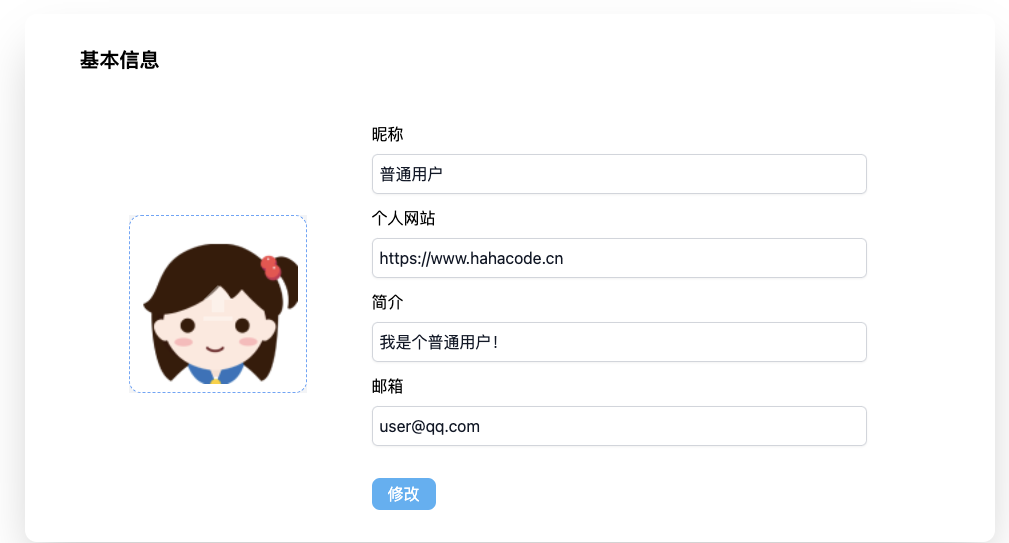 基本信息
昵称
普通用户
个人网站
https://www.hahacode.cn
简介
我是个普通用户！
邮箱
user@qq.com
修改